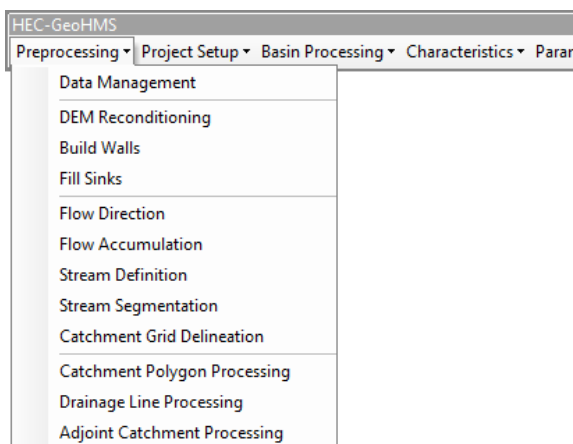 HEC-GeoHMS
Preprocessing Project Setup Basin Processing Characteristics Parar
Data Management
DEM Reconditioning
Build Walls
Fill Sinks
Flow Direction
Flow Accumulation
Stream Definition
Stream Segmentation
Catchment Grid Delineation
Catchment Polygon Processing
Drainage Line Processing
Adjoint Catchment Processing